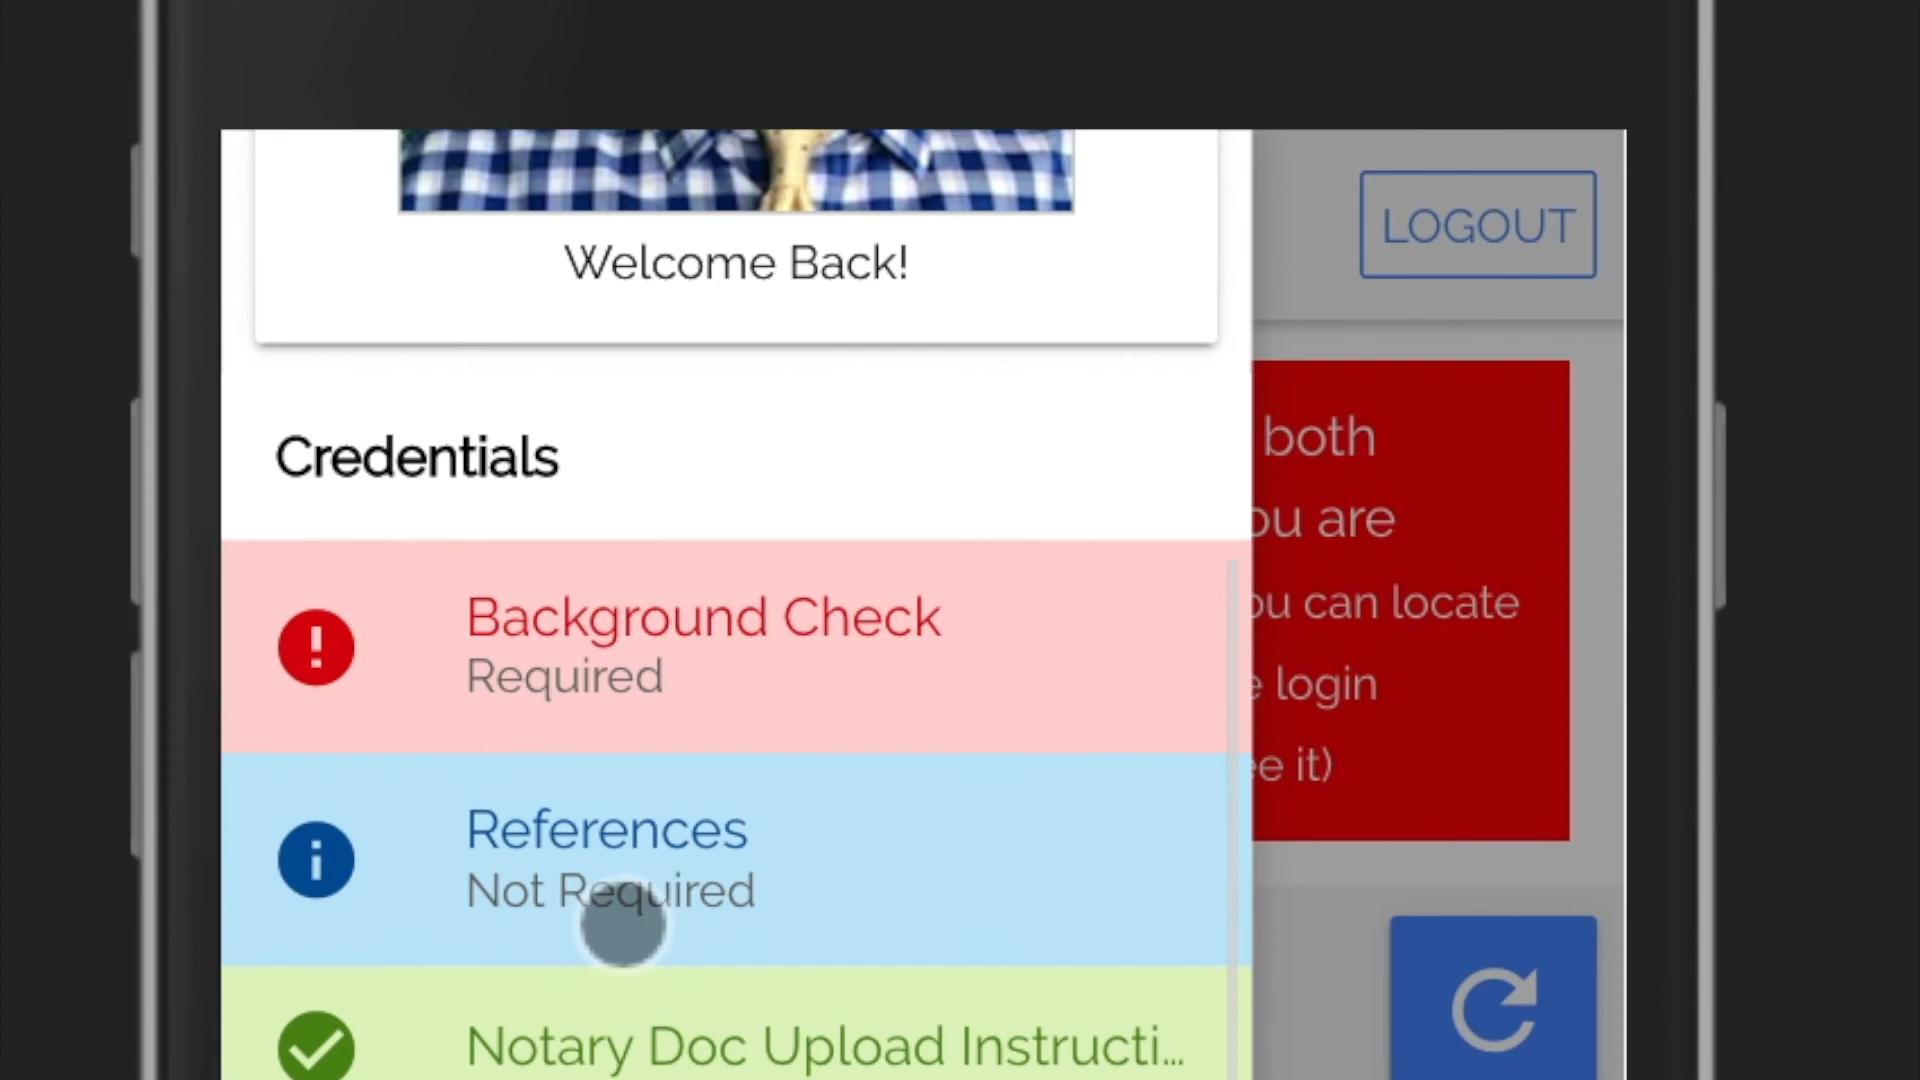 LOGOUT
Welcome Back!
Credentials
Background Check
Required
References
Not Required
Notary Doc Upload Instructi...
both
ou are
ou can locate
e login
ee it)